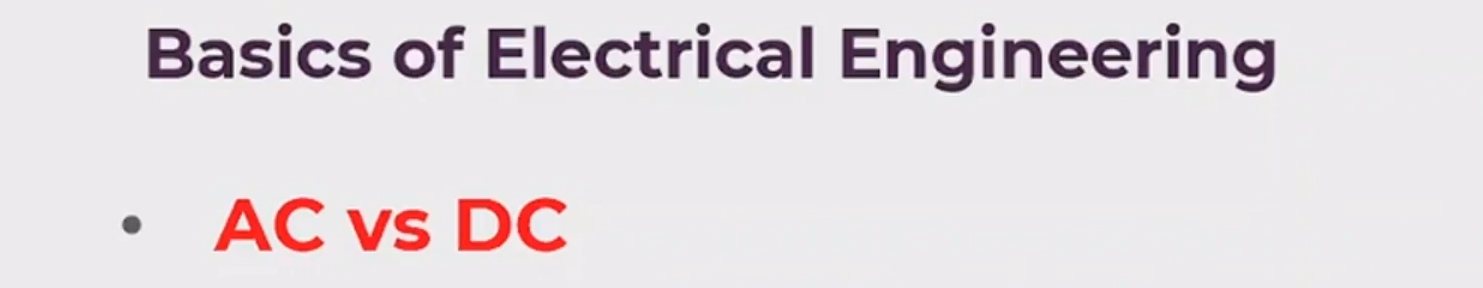 Basics of Electrical Engineering
• AC vs DC